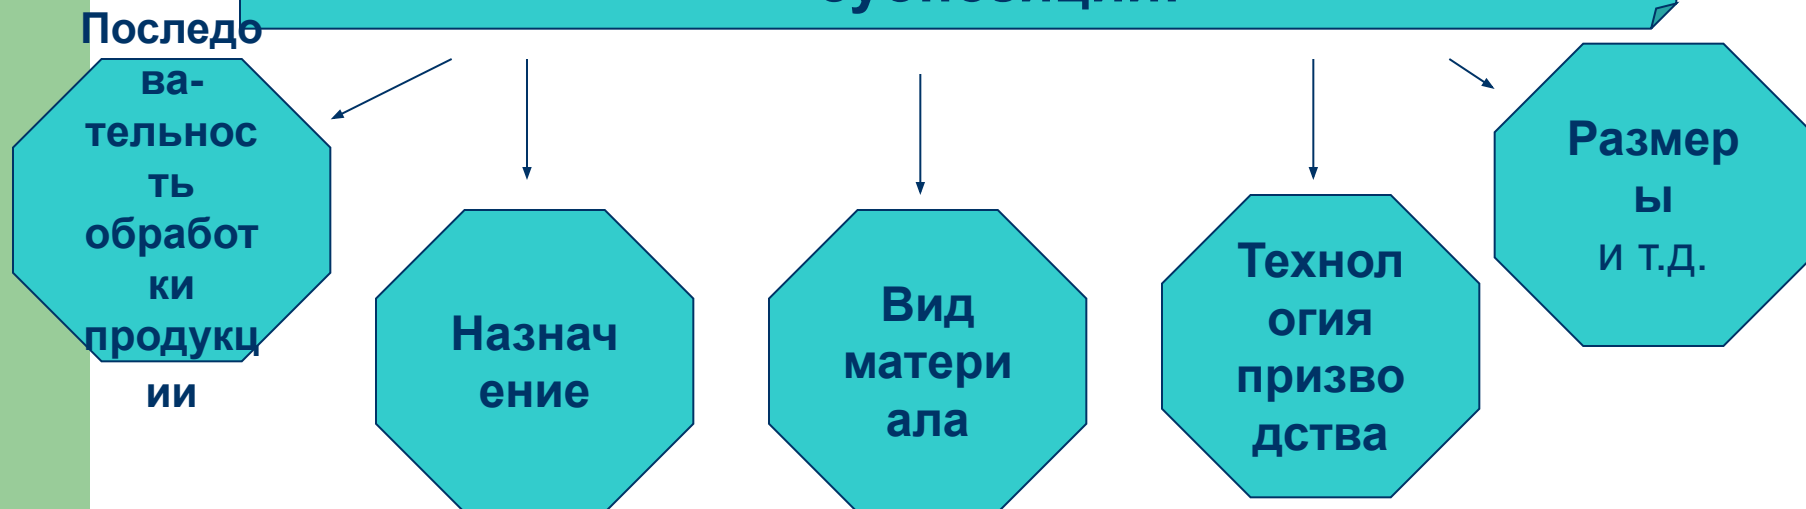 Последо
ва-
тельнос
ть
обработ
ки
продукц
ии
Назнач
ение
Вид
матери
ала
Технол
огия
призво
дства
Размер
ы
и т.д.